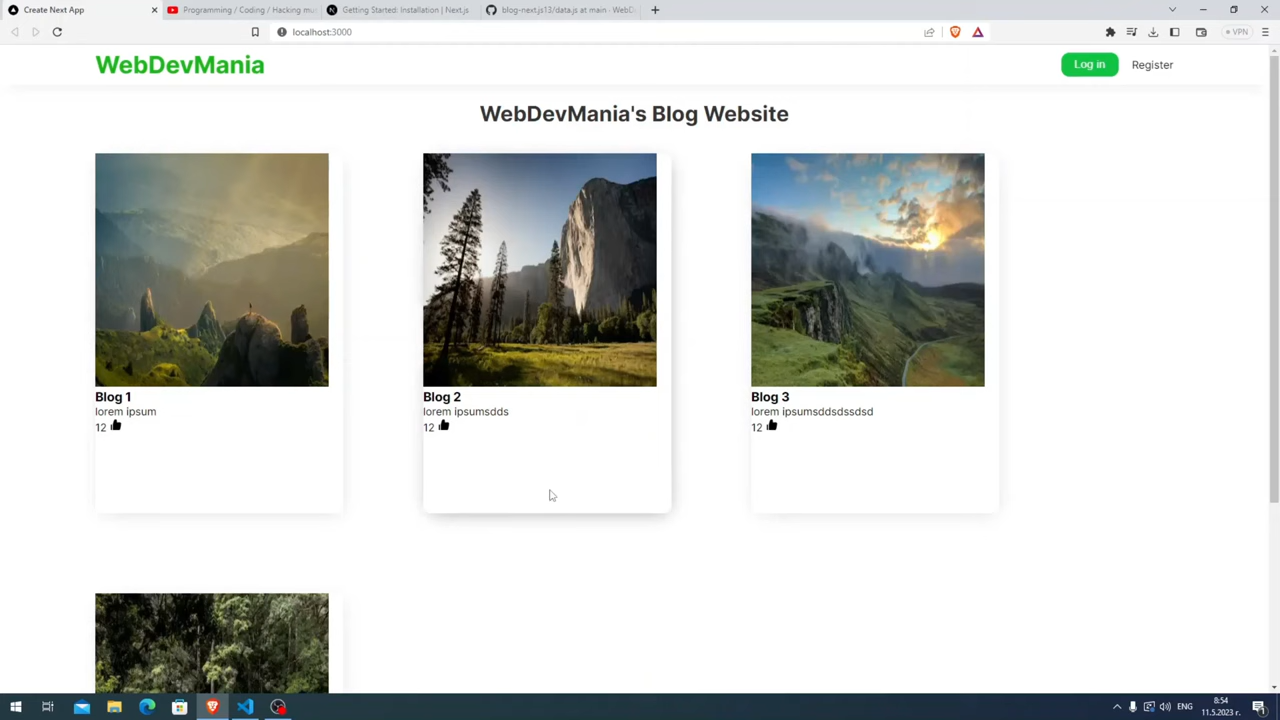 Create Next App
Programming / Coding / Hacking mu
Getting Started: Installation | Next.js
blog-next.js13/data.js at main · WebD
localhost:3000
VPN
WebDevMania
Log in
Register
WebDevMania's Blog Website
Blog 1
lorem ipsum
12
Blog 2
lorem ipsumsdds
12
Blog 3
lorem ipsumsddsdssdsd
12
ENG
8:54
11.5.2023 г.
1